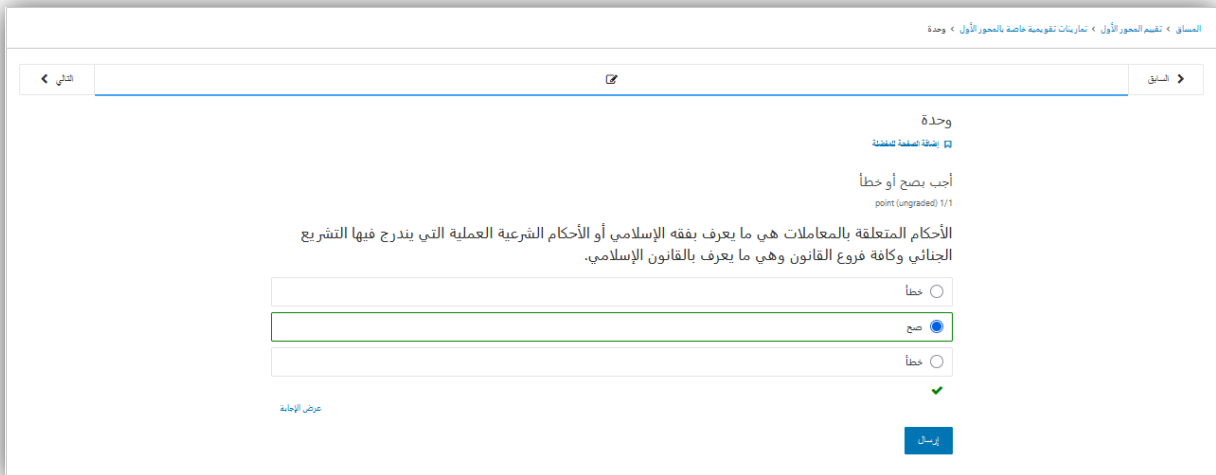 المساق › تقييم المحور الأول › تمارينات تقويمية خاصة بالمحور الأول › وحدة
السابق
التالي
وحدة
إضافة الصفحة للمفضلة
أجب بصح أو خطأ
1/1 point (ungraded)
الأحكام المتعلقة بالمعاملات هي ما يعرف بفقه الإسلامي أو الأحكام الشرعية العملية التي يندرج فيها التشريع
الجنائي وكافة فروع القانون وهي ما يعرف بالقانون الإسلامي.
خطأ
صح
خطأ
عرض الإجابة
إرسال